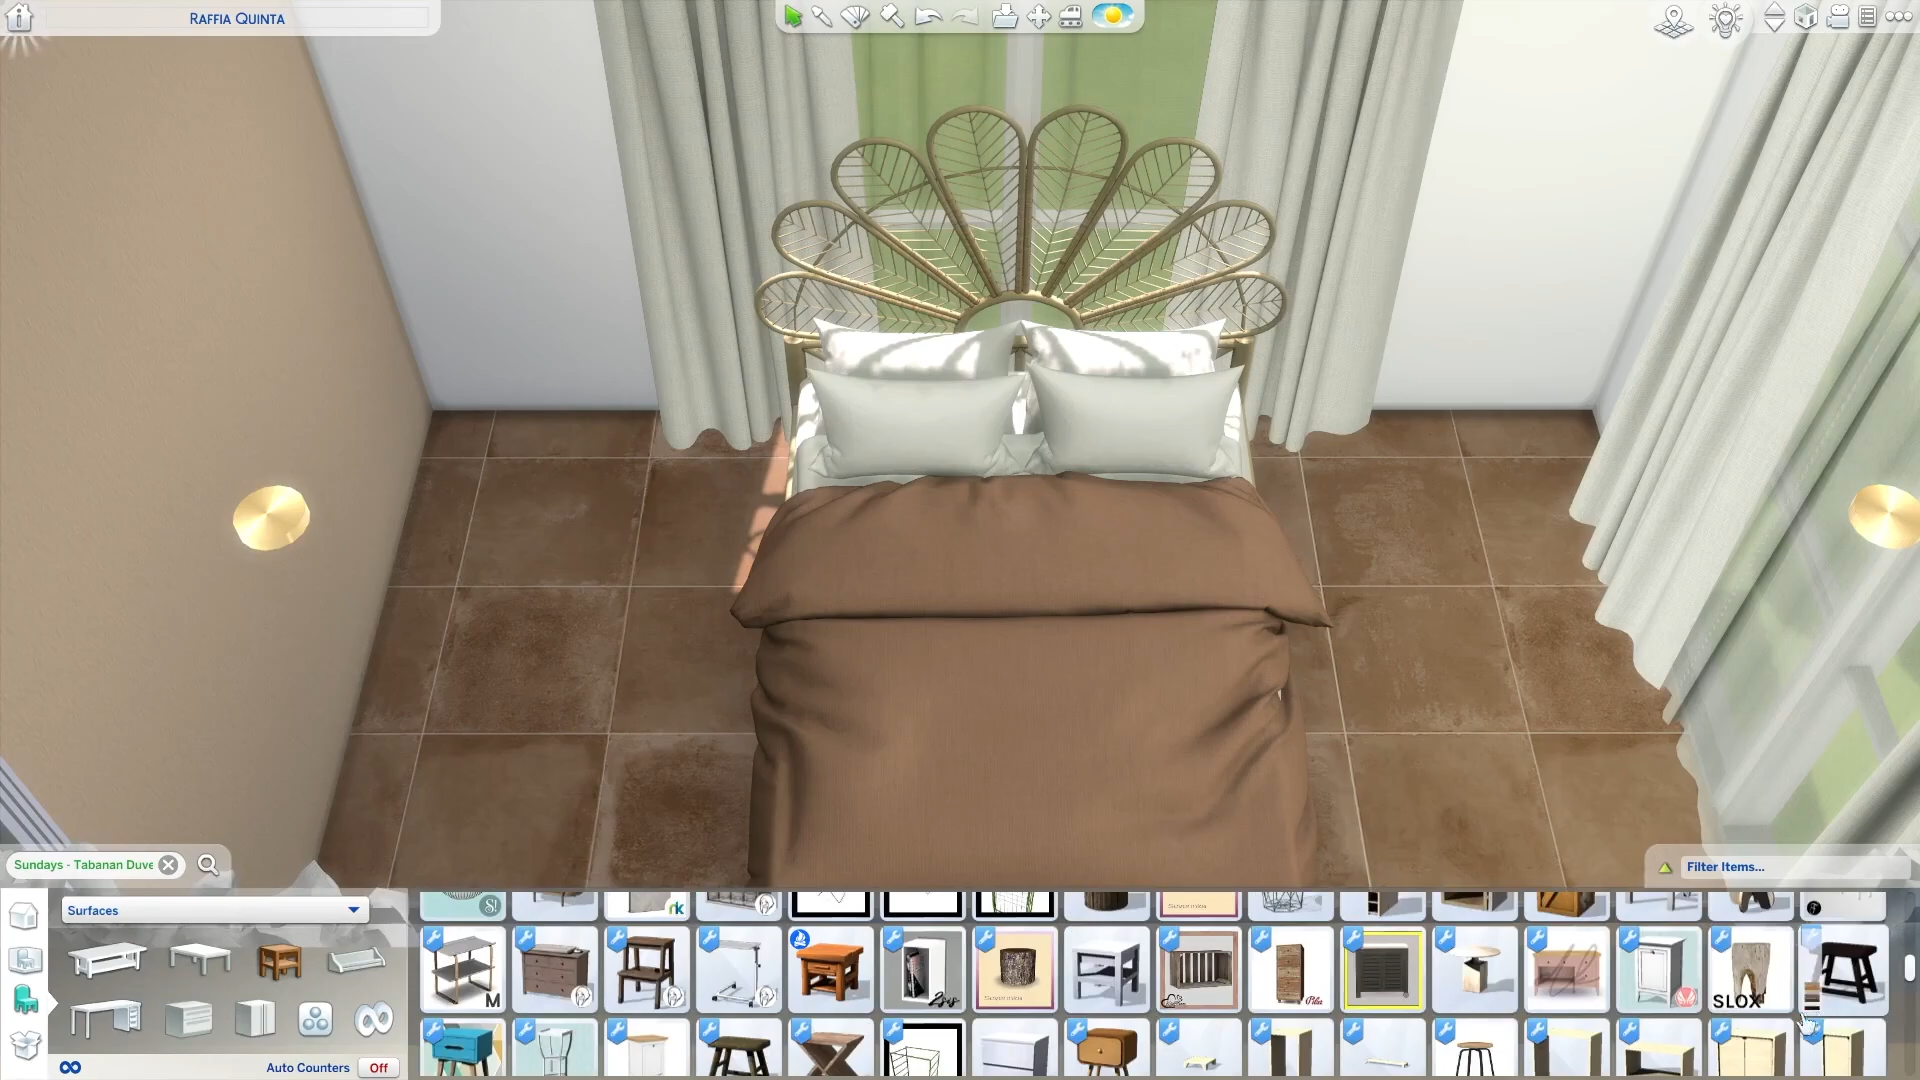 Raffia Quinta
Sundays - Tabanan Duve
Filter Items...
Surfaces
S!
rk
M
SLOX
Auto Counters
Off